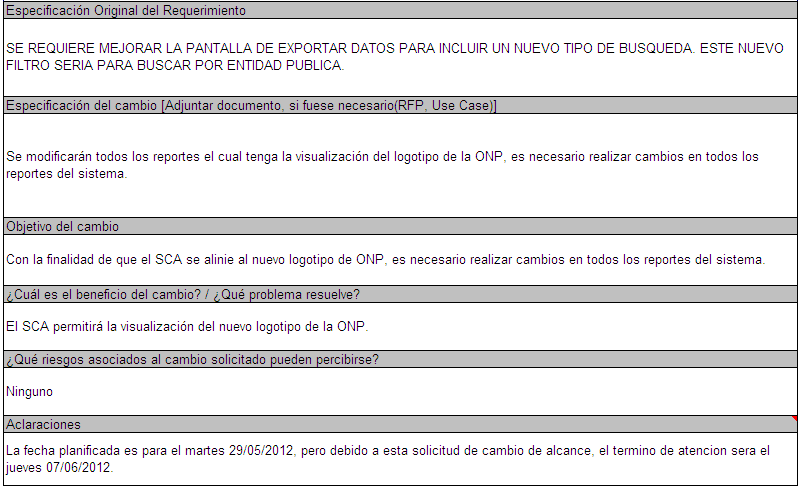 Especificación Original del Requerimiento
SE REQUIERE MEJORAR LA PANTALLA DE EXPORTAR DATOS PARA INCLUIR UN NUEVO TIPO DE BUSQUEDA. ESTE NUEVO
FILTRO SERIA PARA BUSCAR POR ENTIDAD PUBLICA.
Especificación del cambio [Adjuntar documento, si fuese necesario(RFP, Use Case)]
Se modificarán todos los reportes el cual tenga la visualización del logotipo de la ONP, es necesario realizar cambios en todos los
reportes del sistema.
Objetivo del cambio
Con la finalidad de que el SCA se alinie al nuevo logotipo de ONP, es necesario realizar cambios en todos los reportes del sistema.
¿Cuál es el beneficio del cambio? / ¿Qué problema resuelve?
El SCA permitirá la visualización del nuevo logotipo de la ONP.
¿Qué riesgos asociados al cambio solicitado pueden percibirse?
Ninguno
Aclaraciones
La fecha planificada es para el martes 29/05/2012, pero debido a esta solicitud de cambio de alcance, el termino de atencion sera el
jueves 07/06/2012.